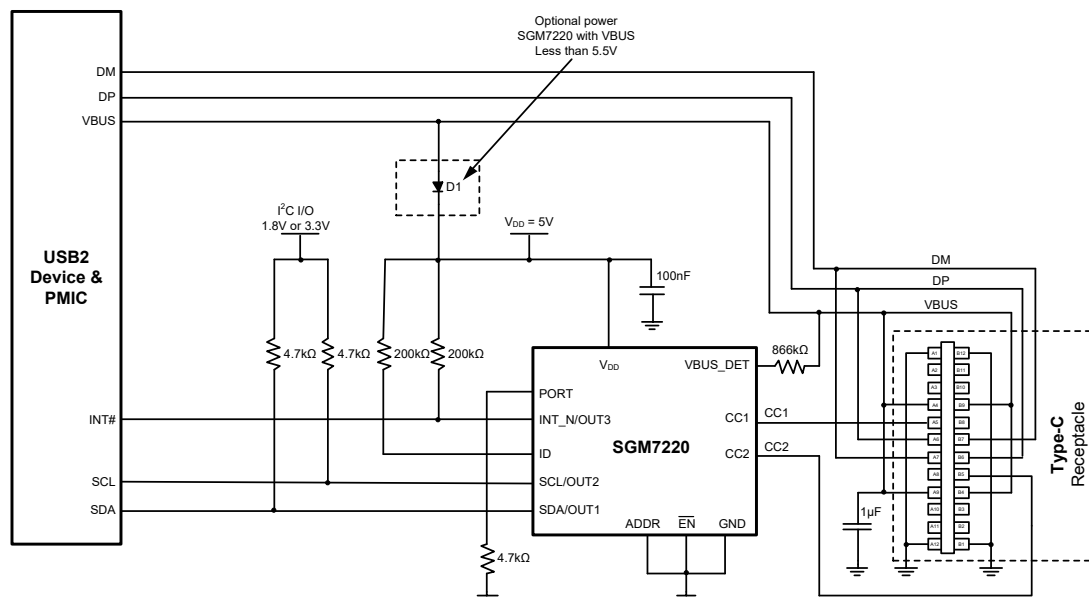 Optional power
SGM7220 with VBUS
Less than 5.5V
DM
DP
VBUS
D1
I²C I/O
1.8V or 3.3V
VDD = 5V
USB2
Device &
PMIC
100nF
DM
DP
VBUS
4.7kΩ
4.7kΩ
200kΩ
200kΩ
866kΩ
VDD
VBUS_DET
PORT
INT#
INT_N/OUT3
CC1
CC1
SGM7220
ID
CC2
CC2
SCL
SCL/OUT2
SDA
SDA/OUT1
ADDR
EN
GND
4.7kΩ
1µF
A1
B12
A2
B11
A3
B10
A4
B9
A5
B8
A6
B7
A7
B6
A8
B5
A9
B4
A10
B3
A11
B2
A12
B1
Type-C
Receptacle